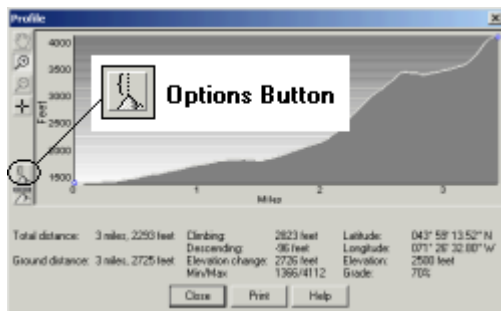 Profile
4000
3500
Options Button
3000
Feet
2500
2000
1500
0
1
2
3
Miles
Total distance: 3 miles, 2293 feet Climbing: 2823 feet Latitude: 043° 59' 13.52" N
Descending: -96 feet Longitude: 071° 26' 32.80" W
Ground distance: 3 miles, 2725 feet Elevation change: 2726 feet Elevation: 2500 feet
Min/Max 1366/4112 Grade: 70%
Close Print Help